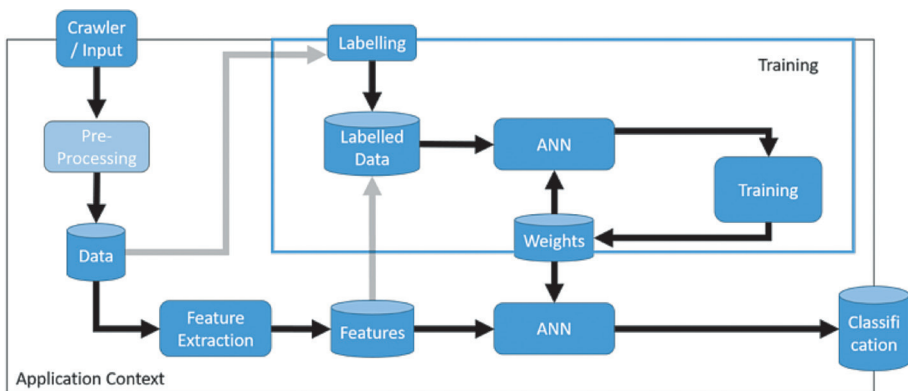 Crawler
/ Input
Labelling
Training
Pre-
Processing
Labelled
Data
ANN
Training
Data
Weights
Feature
Extraction
Features
ANN
Classifi
cation
Application Context